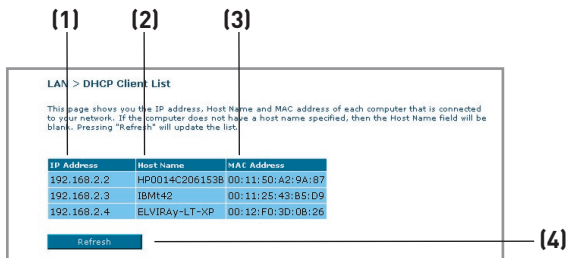 (1) (2) (3)
LAN > DHCP Client List
This page shows you the IP address, Host Name and MAC address of each computer that is connected
to your network. If the computer does not have a host name specified, then the Host Name field will be
blank. Pressing "Refresh" will update the list.
IP Address Host Name MAC Address
192.168.2.2 HP0014C206153B 00:11:50:A2:9A:87
192.168.2.3 IBMt42 00:11:25:43:B5:D9
192.168.2.4 ELVIRAy-LT-XP 00:12:F0:3D:0B:26
Refresh (4)